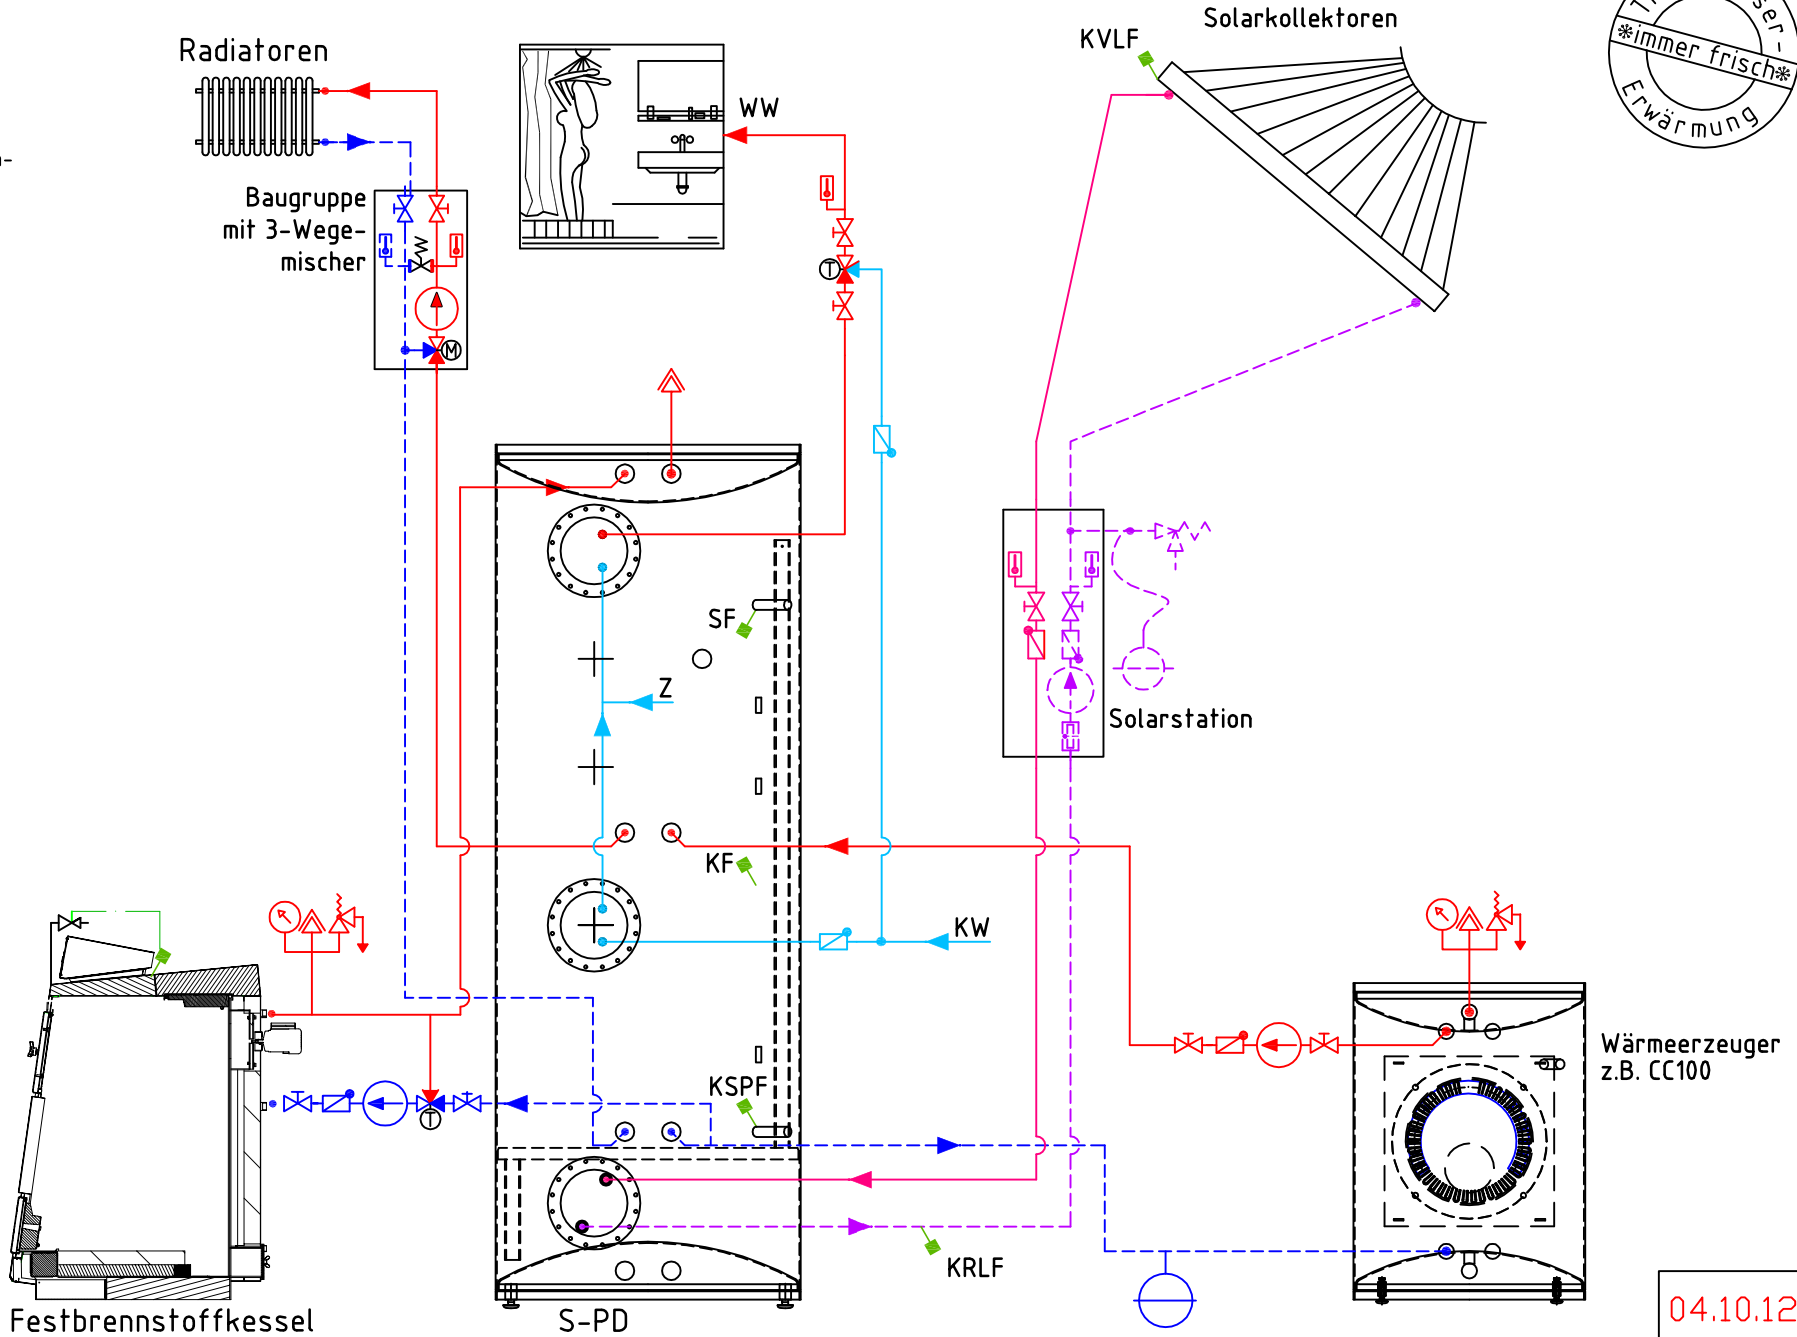 Solarkollektoren
KVLF
ser-
*immer frisch*
Erwärmung
Radiatoren
WW
Baugruppe
mit 3-Wege-
mischer
T
M
SF
Z
Solarstation
KF
KW
Wärmeerzeuger
z.B. CC100
KSPF
T
KRLF
Festbrennstoffkessel
S-PD
04.10.12